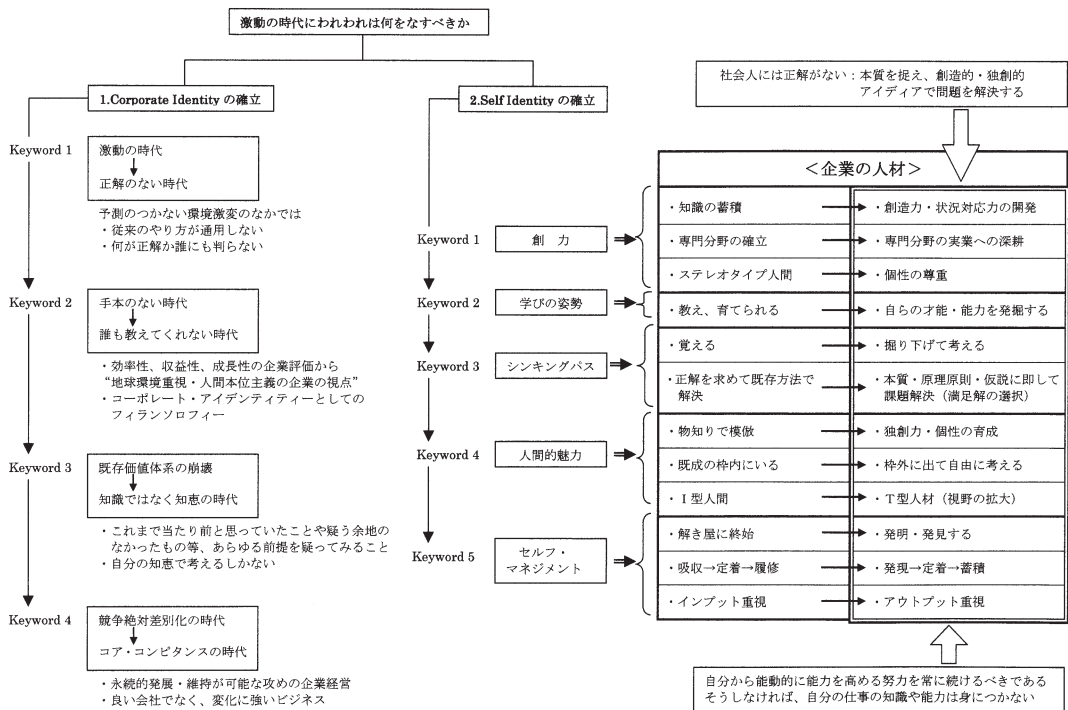 激動の時代にわれわれは何をなすべきか
1.Corporate Identity の確立
Keyword 1
激動の時代
正解のない時代
予測のつかない環境激変のなかでは
・従来のやり方が通用しない
・何が正解か誰にも判らない
Keyword 2
手本のない時代
誰も教えてくれない時代
・効率性、収益性、成長性の企業評価から
“地球環境重視・人間本位主義の企業の視点”
・コーポレート・アイデンティティーとしての
フィランソロフィー
Keyword 3
既存価値体系の崩壊
知識ではなく知恵の時代
・これまで当たり前と思っていたことや疑う余地の
なかったもの等、あらゆる前提を疑ってみること
・自分の知恵で考えるしかない
Keyword 4
競争絶対差別化の時代
コア・コンピタンスの時代
・永続的発展・維持が可能な攻めの企業経営
・良い会社でなく、変化に強いビジネス
2.Self Identity の確立
Keyword 1
創 力
Keyword 2
学びの姿勢
Keyword 3
シンキングパス
Keyword 4
人間的魅力
Keyword 5
セルフ・
マネジメント
社会人には正解がない：本質を捉え、創造的・独創的
アイディアで問題を解決する
＜企業の人材＞
・知識の蓄積 → ・創造力・状況対応力の開発
・専門分野の確立 → ・専門分野の実業への深耕
・ステレオタイプ人間 → ・個性の尊重
・教え、育てられる → ・自らの才能・能力を発掘する
・覚える → ・掘り下げて考える
・正解を求めて既存方法で → ・本質・原理原則・仮説に即して
解決 課題解決（満足解の選択）
・物知りで模倣 → ・独創力・個性の育成
・既成の枠内にいる → ・枠外に出て自由に考える
・Ｉ型人間 → ・Ｔ型人材（視野の拡大）
・解き屋に終始 → ・発明・発見する
・吸収→定着→履修 → ・発現→定着→蓄積
・インプット重視 → ・アウトプット重視
自分から能動的に能力を高める努力を常に続けるべきである
そうしなければ、自分の仕事の知識や能力は身につかない